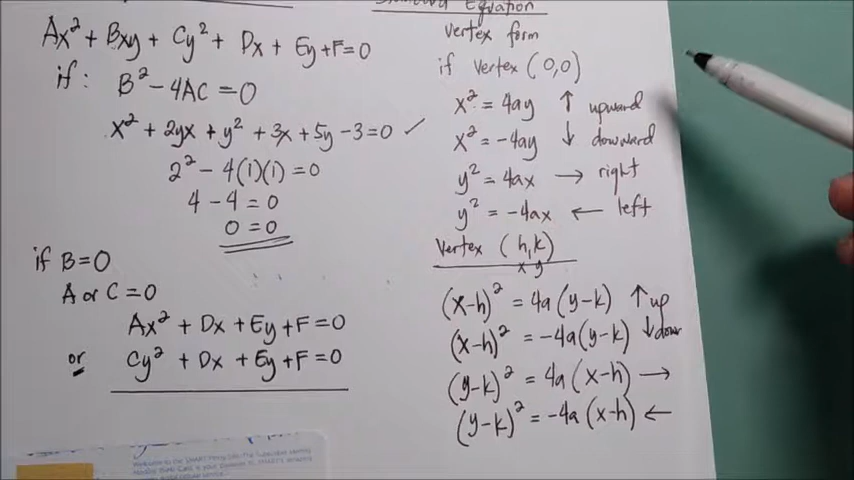 Ax² + Bxy + Cy² + Dx + Ey + F = 0
if: B² - 4AC = 0
x² + 2yx + y² + 3x + 5y - 3 = 0 ✓
2² - 4(1)(1) = 0
4 - 4 = 0
0 = 0
if B = 0
A or C = 0
Ax² + Dx + Ey + F = 0
or Cy² + Dx + Ey + F = 0
Equation
Vertex form
if vertex (0,0)
x² = 4ay ↑ upward
x² = -4ay ↓ downward
y² = 4ax → right
y² = -4ax ← left
Vertex (h,k)
x y
(x-h)² = 4a(y-k) ↑ up
(x-h)² = -4a(y-k) ↓ down
(y-k)² = 4a(x-h) →
(y-k)² = -4a(x-h) ←